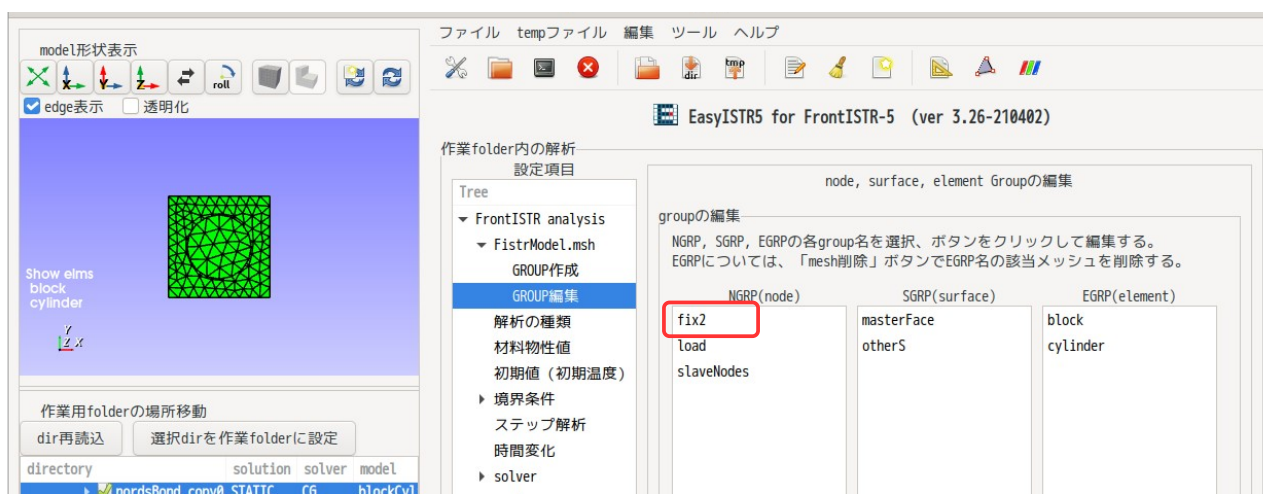 model形状表示
roll
edge表示 透明化
Show elms
block
cylinder
Y
Z X
作業用folderの場所移動
dir再読込 選択dirを作業folderに設定
directory solution solver model
nordsBond_copy0 STATIC CG blockCyl
ファイル tempファイル 編集 ツール ヘルプ
dir tmp
EasyISTR5 for FrontISTR-5 (ver 3.26-210402)
作業folder内の解析
設定項目
Tree
FrontISTR analysis
FistrModel.msh
GROUP作成
GROUP編集
解析の種類
材料物性値
初期値（初期温度）
境界条件
ステップ解析
時間変化
solver
node, surface, element Groupの編集
groupの編集
NGRP, SGRP, EGRPの各group名を選択、ボタンをクリックして編集する。
EGRPについては、「mesh削除」ボタンでEGRP名の該当メッシュを削除する。
NGRP(node) SGRP(surface) EGRP(element)
fix2 masterFace block
load otherS cylinder
slaveNodes